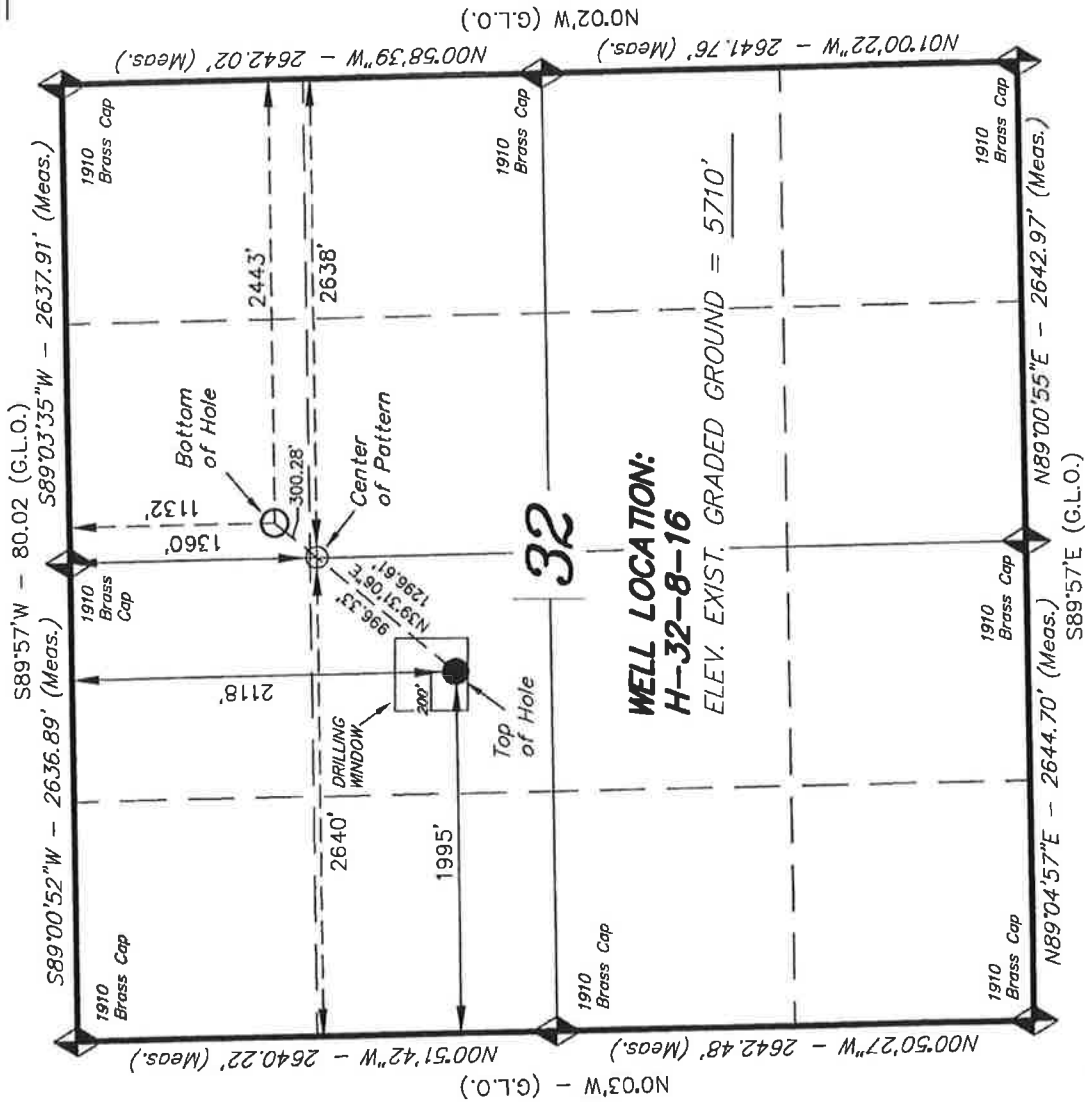 S89°57'W - 80.02 (G.L.O.)
S89°00'52"W - 2636.89' (Meas.)
S89°03'35"W - 2637.91' (Meas.)
1910
Brass Cap
1910
Brass
Cap
1910
Brass Cap
N00°51'42"W - 2640.22' (Meas.)
N0°03'W - (G.L.O.)
N00°50'27"W - 2642.48' (Meas.)
N00°58'39"W - 2642.02' (Meas.)
N0°02'W (G.L.O.)
N01°00'22"W - 2641.76' (Meas.)
1132'
1360'
2118'
Bottom
of Hole
2443'
300.28'
2638'
Center
of Pattern
2640'
996.33'
N39°31'06"E
1296.61'
DRILLING
WINDOW
200'
1995'
Top
of Hole
1910
Brass Cap
1910
Brass Cap
32
WELL LOCATION:
H-32-8-16
ELEV. EXIST. GRADED GROUND = 5710'
1910
Brass Cap
1910
Brass Cap
1910
Brass Cap
N89°04'57"E - 2644.70' (Meas.)
N89°00'55"E - 2642.97' (Meas.)
S89°57'E (G.L.O.)